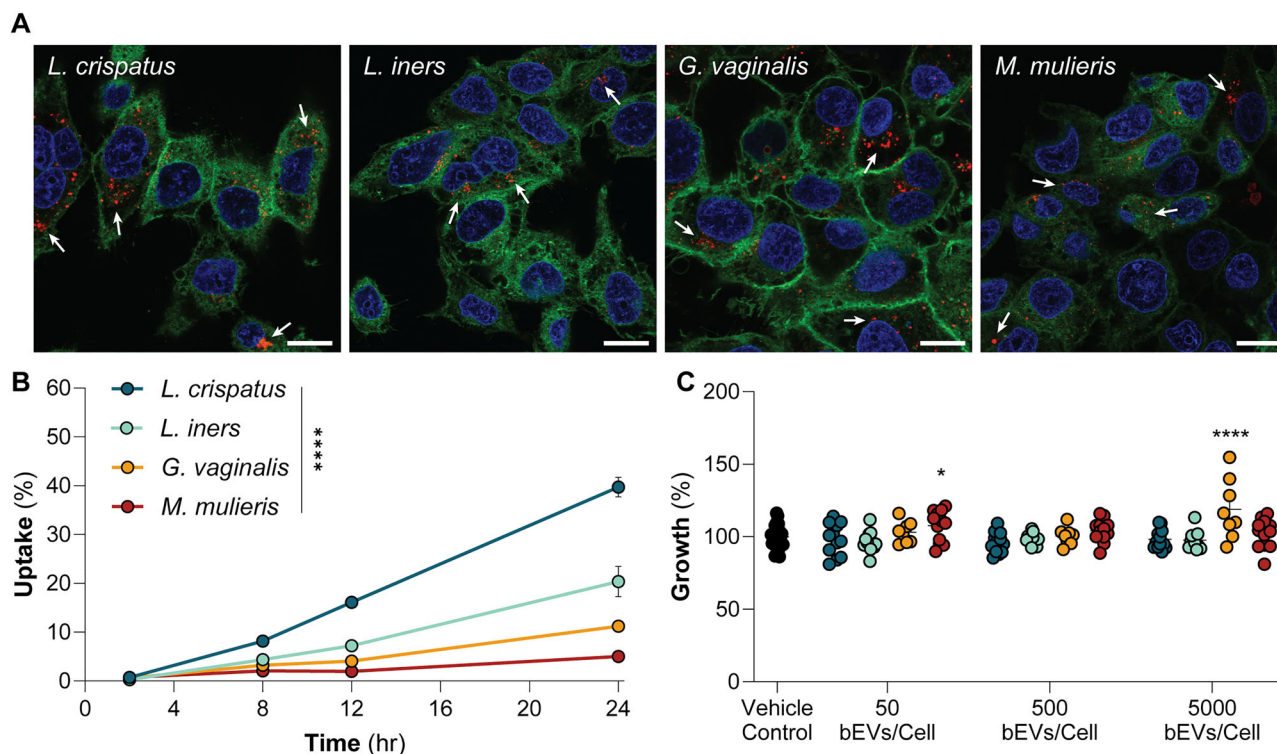 A
L. crispatus
L. iners
G. vaginalis
M. mulieris
B
60
50
40
30
20
10
0
Uptake (%)
0
4
8
12
16
20
24
Time (hr)
L. crispatus
L. iners
G. vaginalis
M. mulieris
****
C
200
150
100
50
0
Growth (%)
*
****
Vehicle
Control
50
bEVs/Cell
500
bEVs/Cell
5000
bEVs/Cell